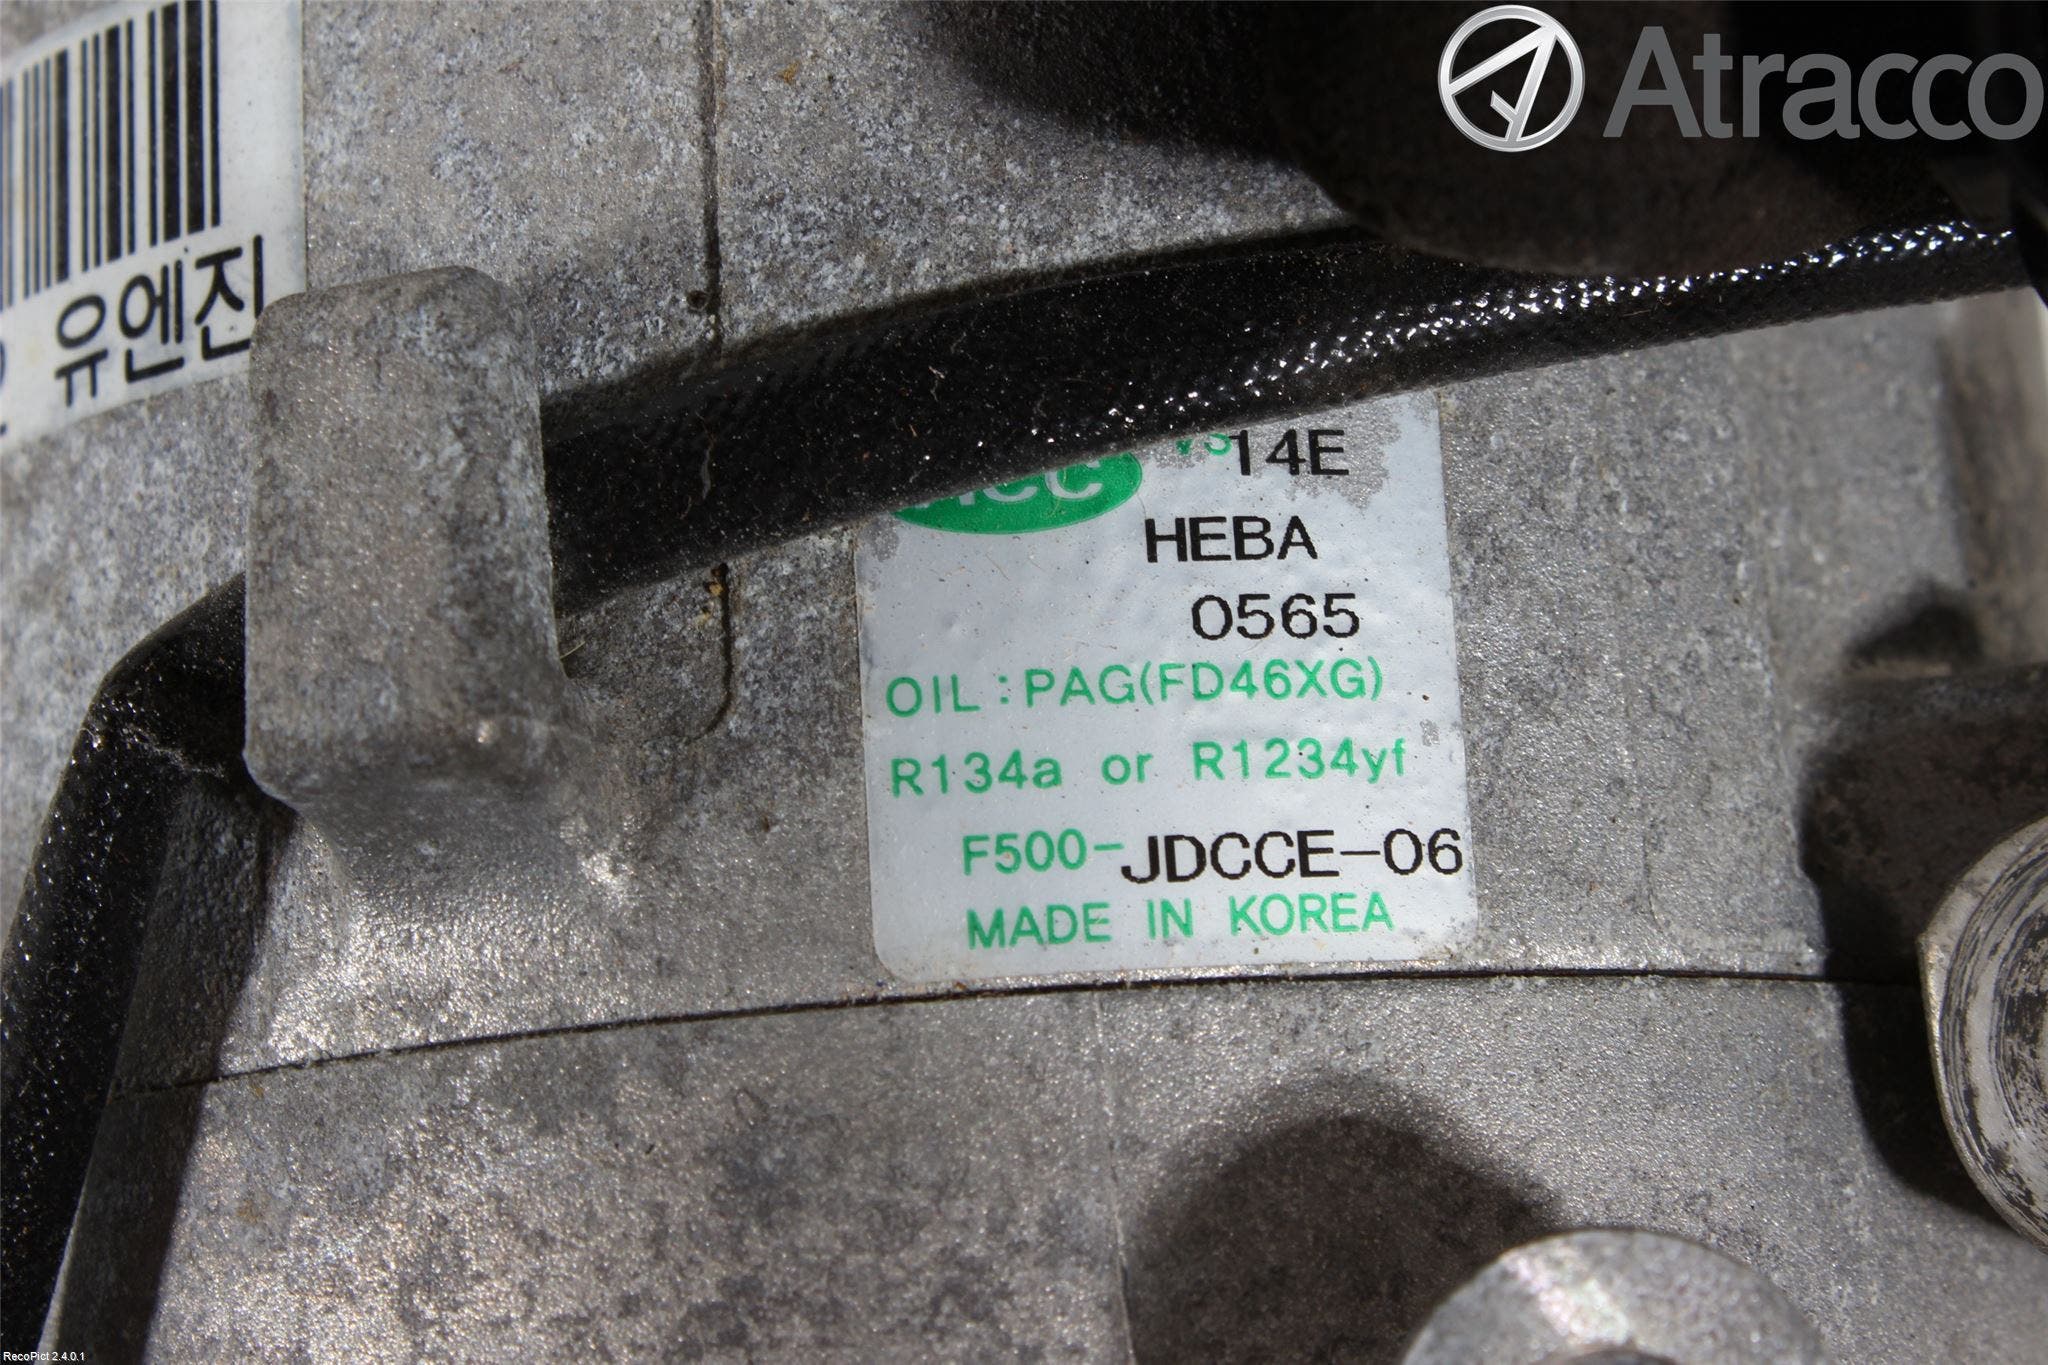 Atracco
유엔진
14E
HEBA
0565
OIL : PAG(FD46XG)
R134a or R1234yf
F500-JDCCE-06
MADE IN KOREA
RecoPict 2.4.0.1